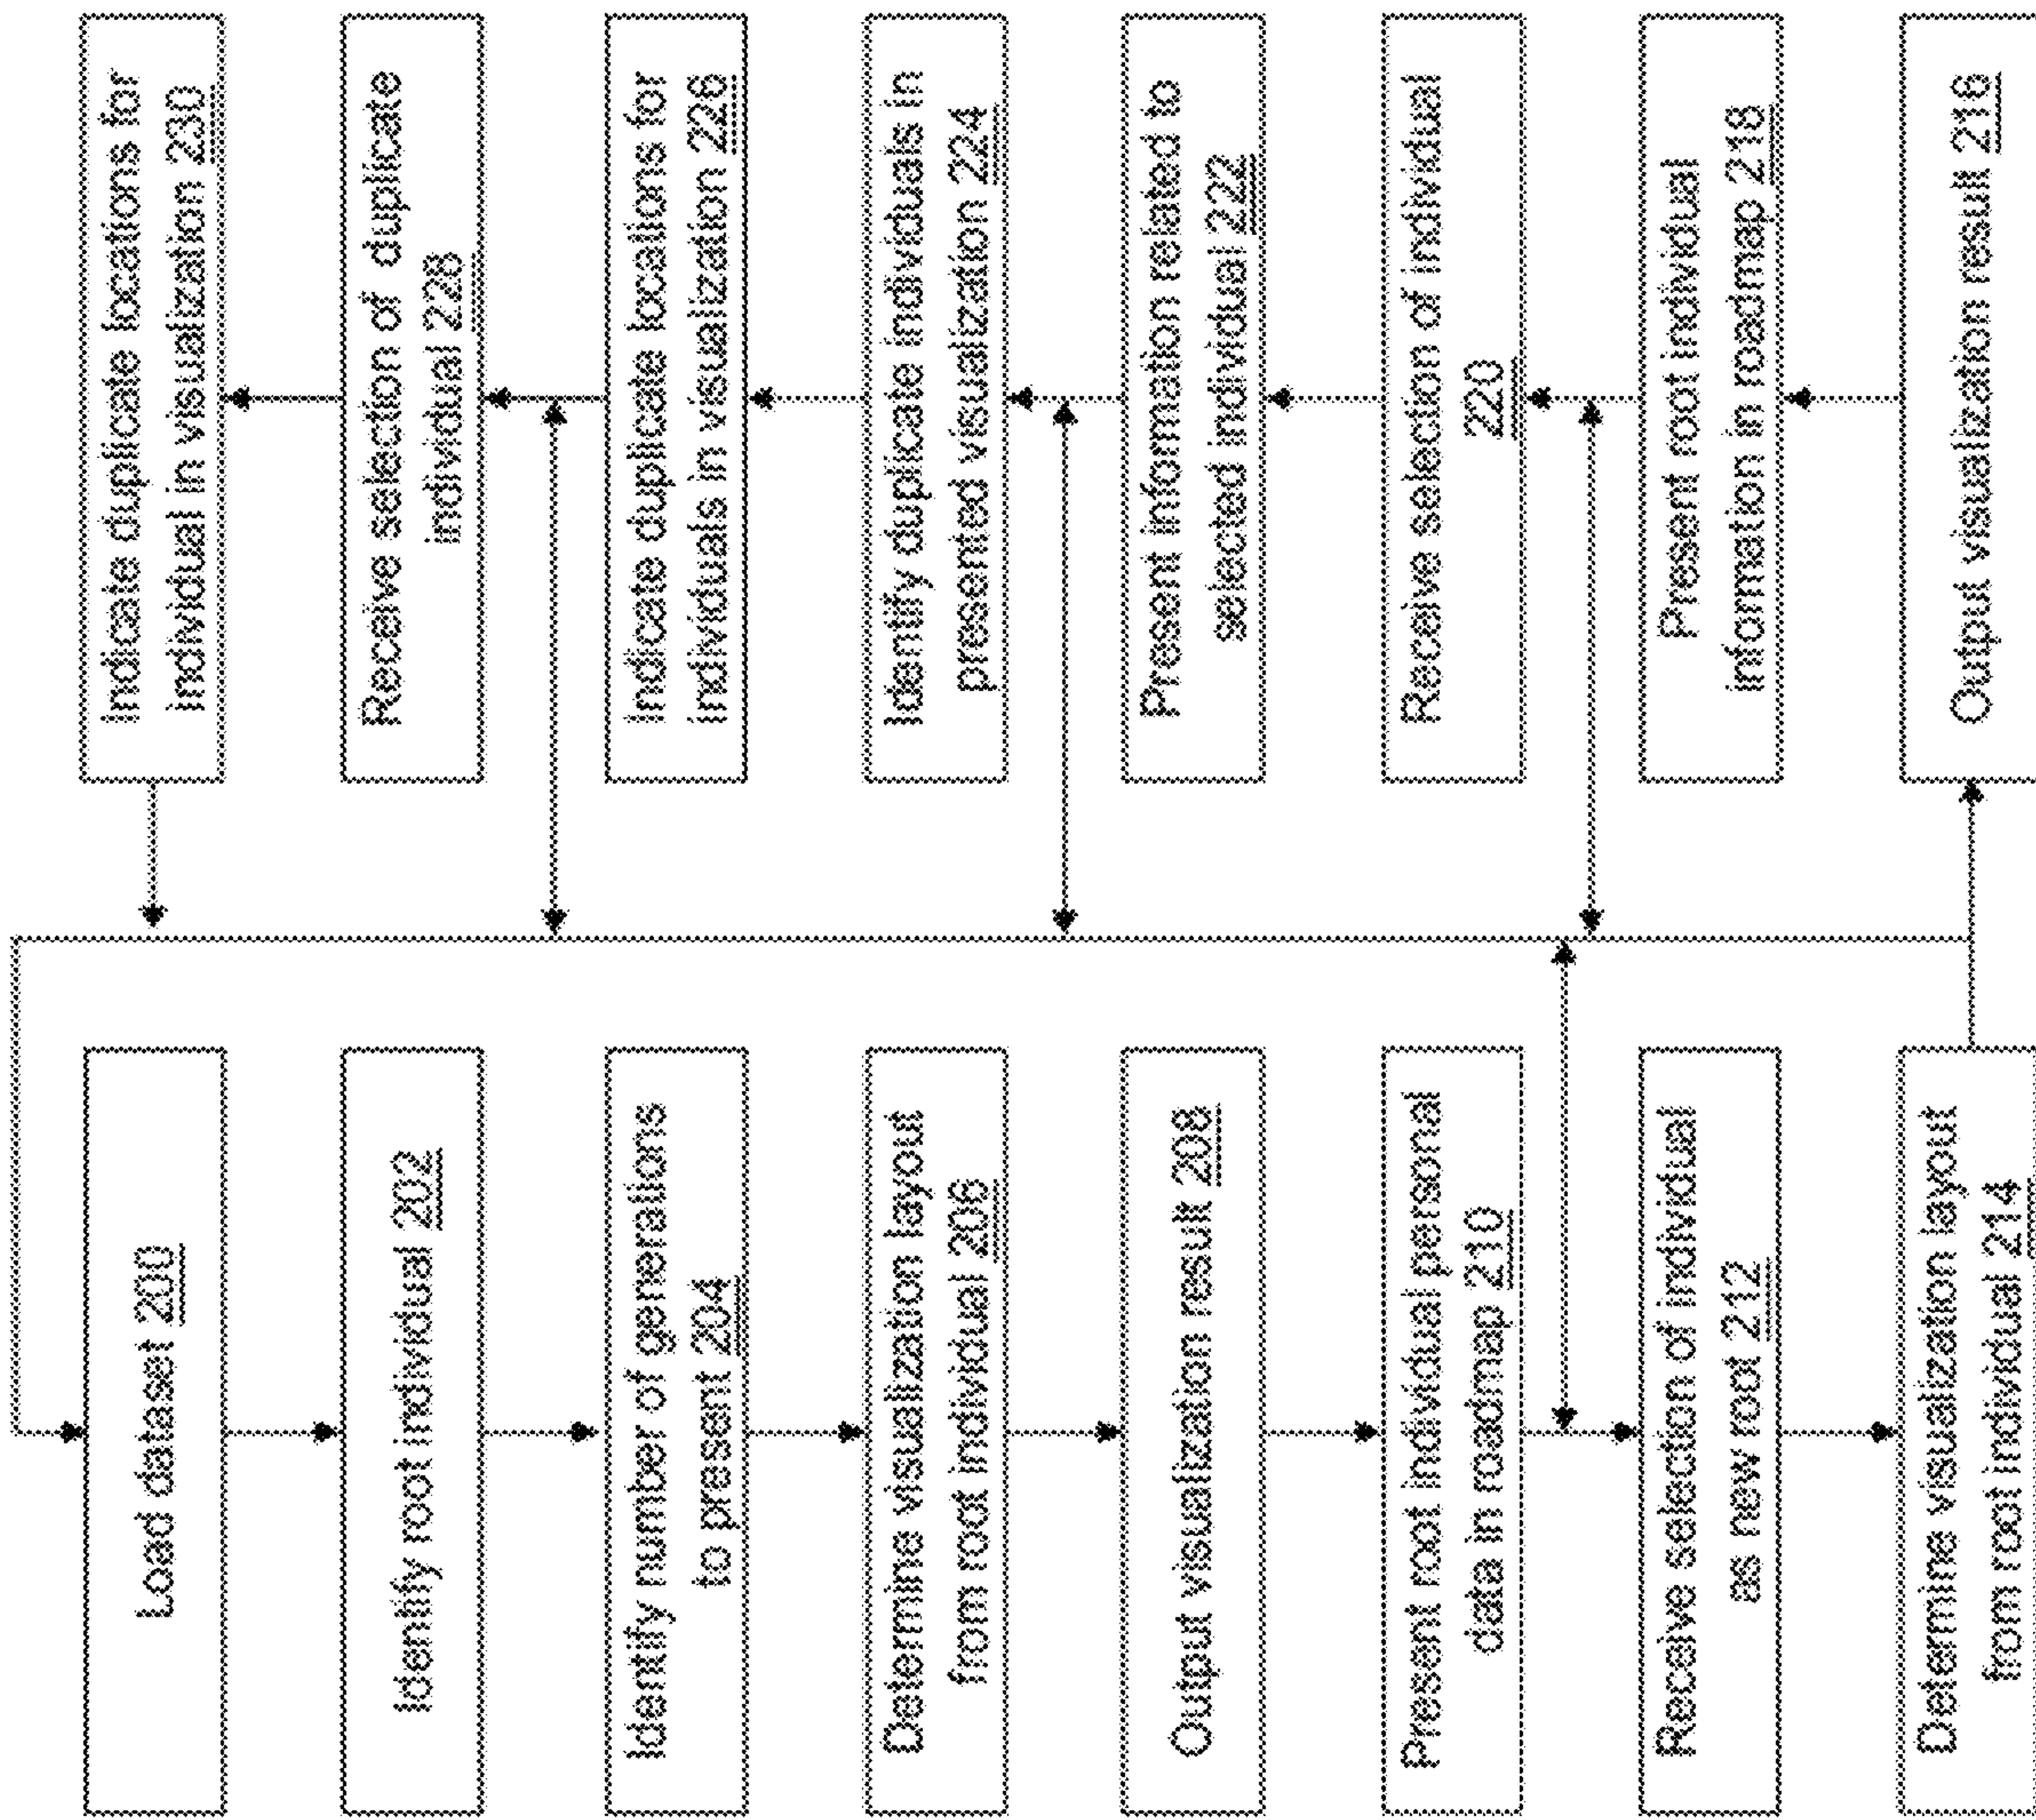 Load dataset 200
Identify root individual 202
Identify number of generations
to present 204
Determine visualization layout
from root individual 206
Output visualization result 208
Present root individual personal
data in roadmap 210
Receive selection of individual
as new root 212
Determine visualization layout
from root individual 214
Output visualization result 216
Present root individual
information in roadmap 218
Receive selection of individual
220
Present information related to
selected individual 222
Identify duplicate individuals in
presented visualization 224
Indicate duplicate locations for
individuals in visualization 226
Receive selection of duplicate
individual 228
Indicate duplicate locations for
individual in visualization 230